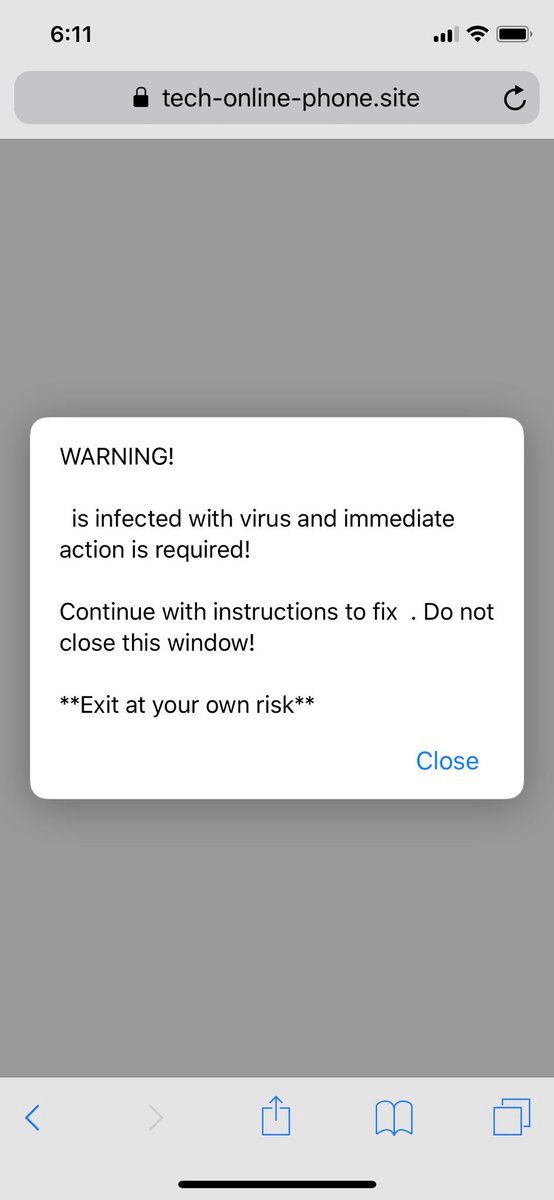 6:11
tech-online-phone.site
WARNING!
is infected with virus and immediate
action is required!
Continue with instructions to fix  . Do not
close this window!
**Exit at your own risk**
Close